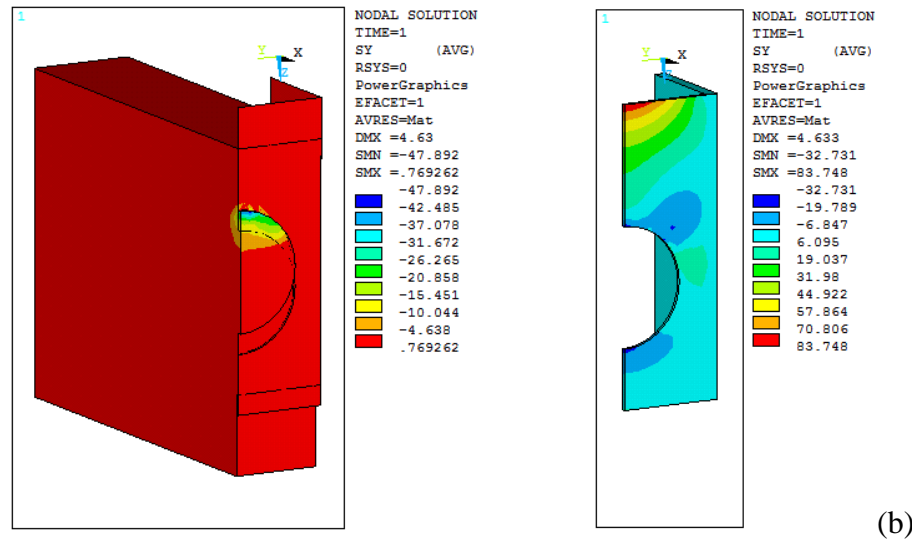 1
Y X
Z
NODAL SOLUTION
TIME=1
SY (AVG)
RSYS=0
PowerGraphics
EFACET=1
AVRES=Mat
DMX =4.63
SMN =-47.892
SMX =.769262
-47.892
-42.485
-37.078
-31.672
-26.265
-20.858
-15.451
-10.044
-4.638
.769262
1
Y X
Z
NODAL SOLUTION
TIME=1
SY (AVG)
RSYS=0
PowerGraphics
EFACET=1
AVRES=Mat
DMX =4.633
SMN =-32.731
SMX =83.748
-32.731
-19.789
-6.847
6.095
19.037
31.98
44.922
57.864
70.806
83.748
(b)